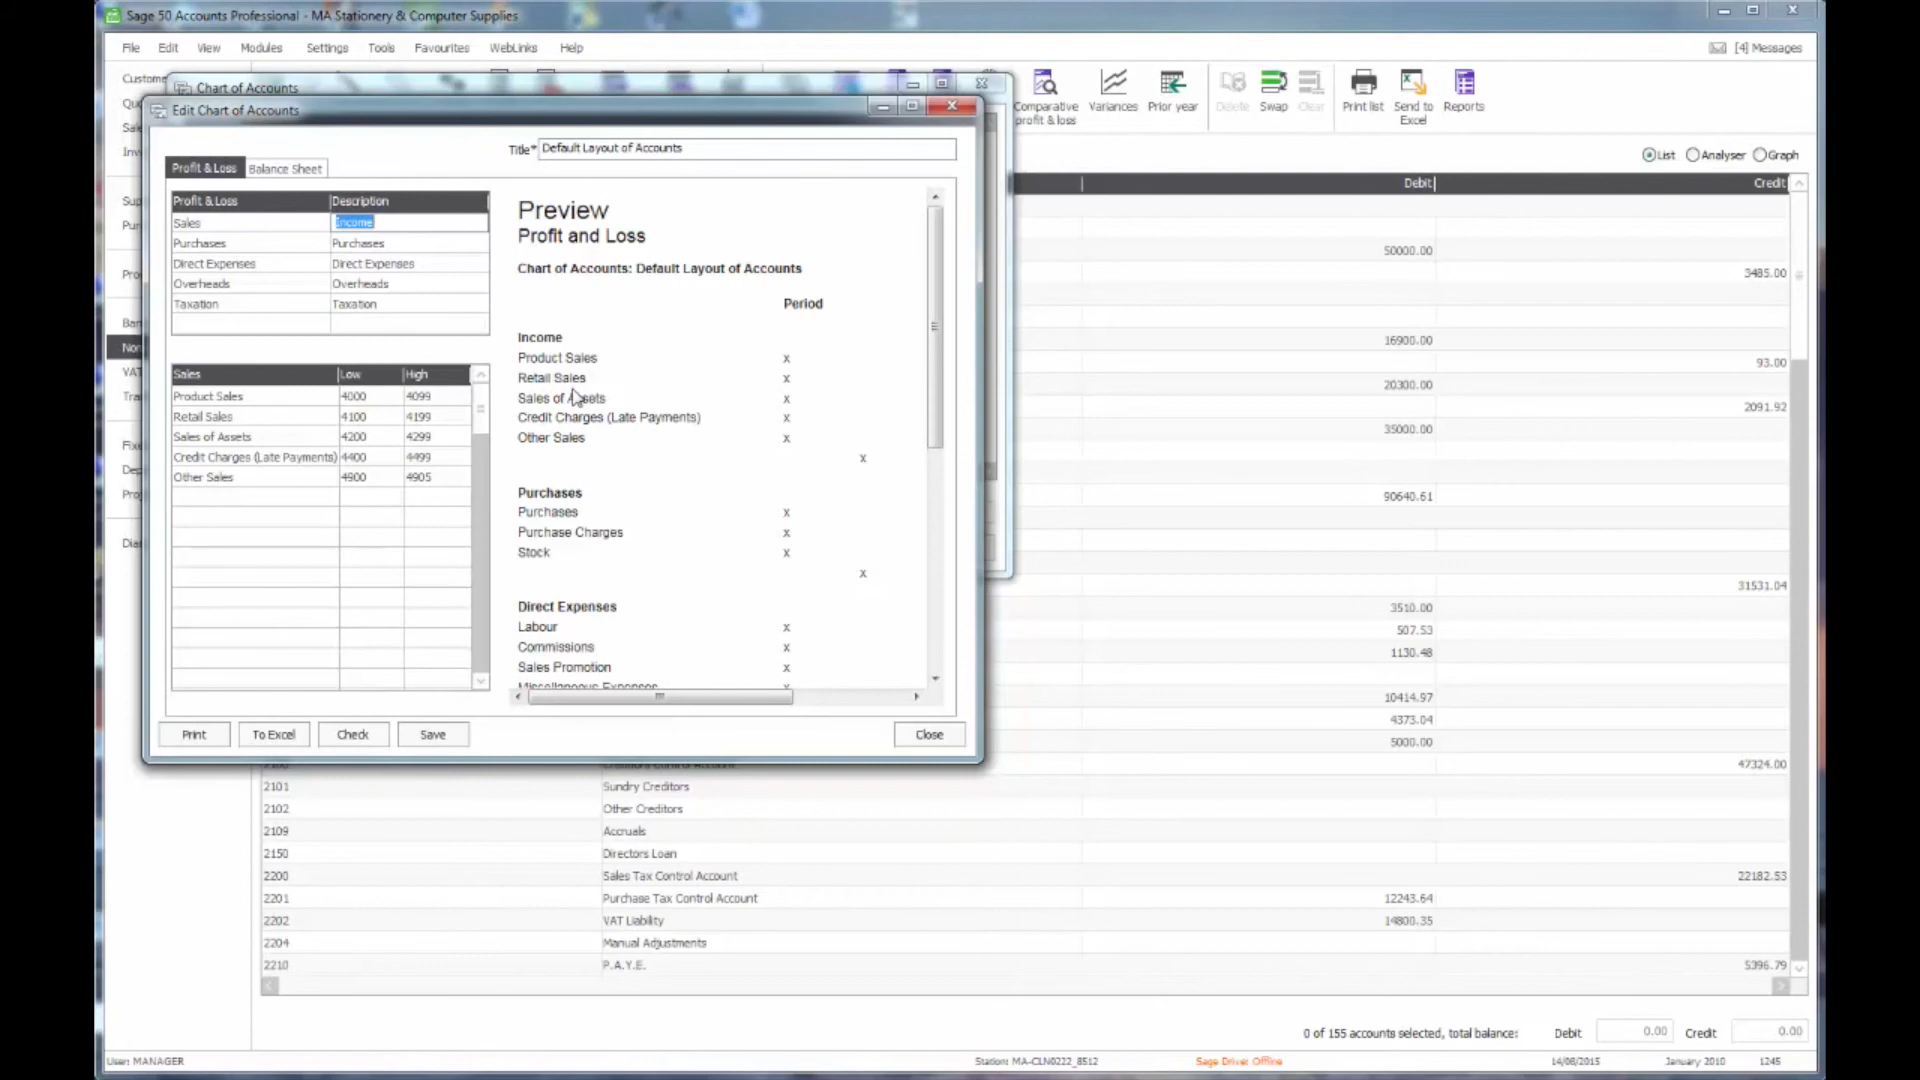 Sage 50 Accounts Professional - MA Stationery & Computer Supplies
File Edit View Modules Settings Tools Favourites WebLinks Help
[4] Messages
Chart of Accounts
Edit Chart of Accounts
Comparative profit & loss
Variances
Prior year
Delete
Swap
Clear
Print list
Send to Excel
Reports
List Analyser Graph
Title* Default Layout of Accounts
Profit & Loss Balance Sheet
Profit & Loss Description
Sales Income
Purchases Purchases
Direct Expenses Direct Expenses
Overheads Overheads
Taxation Taxation
Sales Low High
Product Sales 4000 4099
Retail Sales 4100 4199
Sales of Assets 4200 4299
Credit Charges (Late Payments) 4400 4499
Other Sales 4900 4905
Preview
Profit and Loss
Chart of Accounts: Default Layout of Accounts
Period
Income
Product Sales x
Retail Sales x
Sales of Assets x
Credit Charges (Late Payments) x
Other Sales x
x
Purchases
Purchases x
Purchase Charges x
Stock x
x
Direct Expenses
Labour x
Commissions x
Sales Promotion x
Miscellaneous Expenses x
Print To Excel Check Save Close
Debit Credit
50000.00
3485.00
16900.00
93.00
20300.00
2091.92
35000.00
90640.61
31531.04
3510.00
507.53
1130.48
10414.97
4373.04
5000.00
47324.00
2101 Sundry Creditors
2102 Other Creditors
2109 Accruals
2150 Directors Loan
2200 Sales Tax Control Account 22182.53
2201 Purchase Tax Control Account 12243.64
2202 VAT Liability 14800.35
2204 Manual Adjustments
2210 P.A.Y.E. 5396.79
0 of 155 accounts selected, total balance: Debit 0.00 Credit 0.00
User: MANAGER Station: MA-CLN0222_8512 Sage Drive: Offline 14/08/2015 January 2010 1245